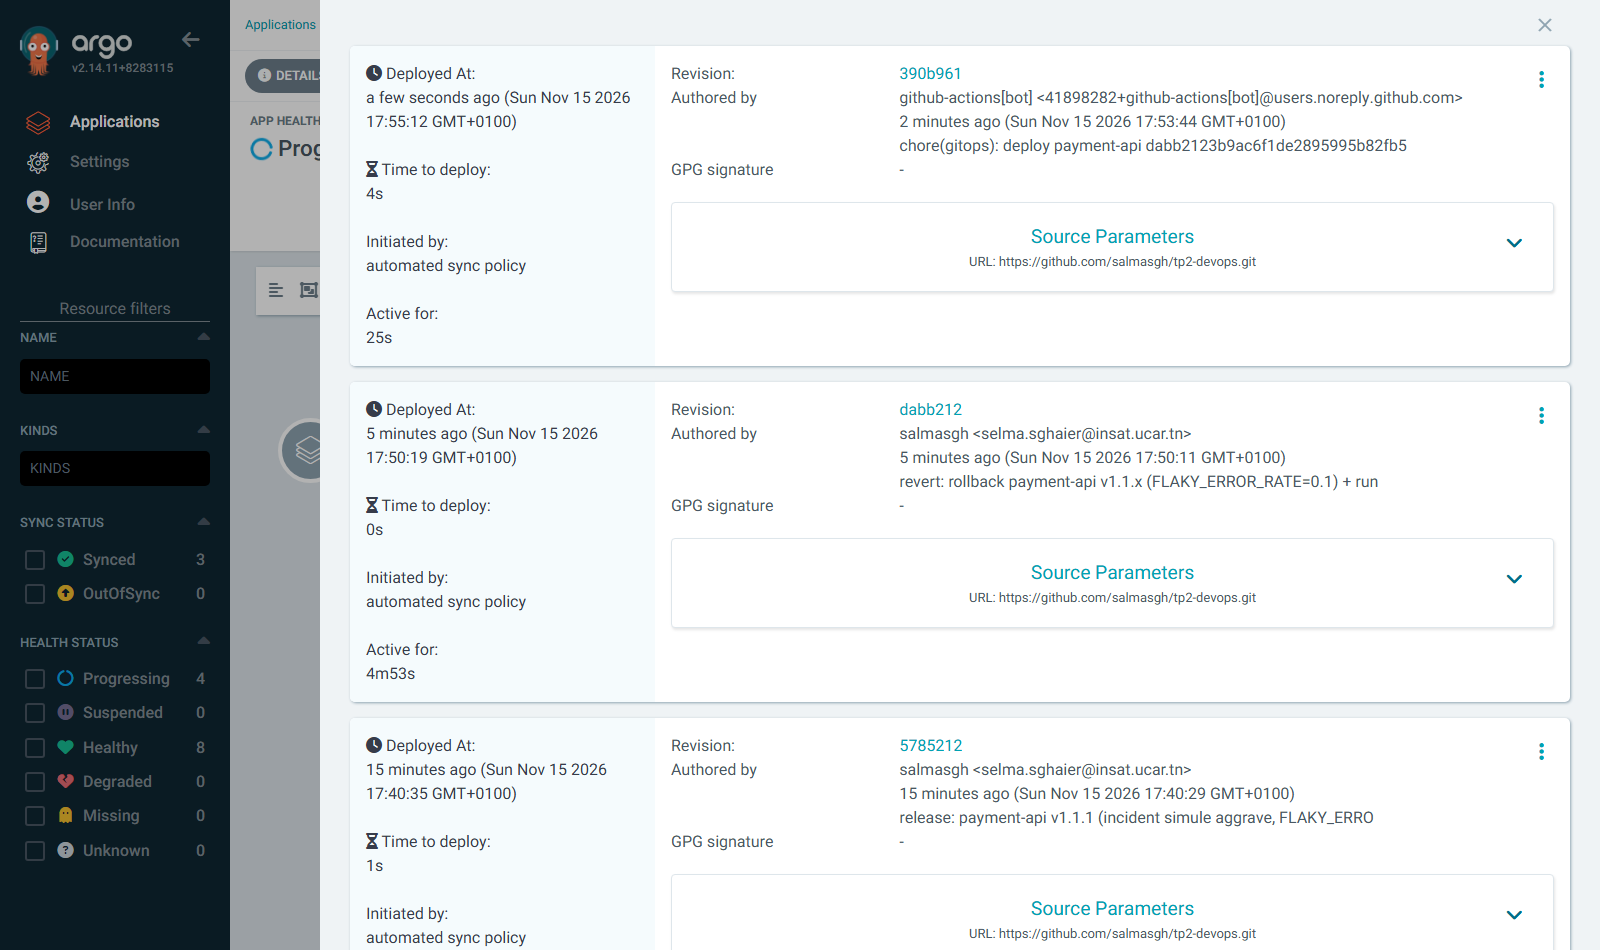 argo
v2.14.11+8283115
Applications
Settings
User Info
Documentation
Resource filters
NAME
NAME
KINDS
KINDS
SYNC STATUS
Synced 3
OutOfSync 0
HEALTH STATUS
Progressing 4
Suspended 0
Healthy 8
Degraded 0
Missing 0
Unknown 0
Applications
DETAILS
APP HEALTH
Prog
Deployed At:
a few seconds ago (Sun Nov 15 2026
17:55:12 GMT+0100)
Time to deploy:
4s
Initiated by:
automated sync policy
Active for:
25s
Revision: 390b961
Authored by github-actions[bot] <41898282+github-actions[bot]@users.noreply.github.com>
2 minutes ago (Sun Nov 15 2026 17:53:44 GMT+0100)
chore(gitops): deploy payment-api dabb2123b9ac6f1de2895995b82fb5
GPG signature -
Source Parameters
URL: https://github.com/salmasgh/tp2-devops.git
Deployed At:
5 minutes ago (Sun Nov 15 2026
17:50:19 GMT+0100)
Time to deploy:
0s
Initiated by:
automated sync policy
Active for:
4m53s
Revision: dabb212
Authored by salmasgh <selma.sghaier@insat.ucar.tn>
5 minutes ago (Sun Nov 15 2026 17:50:11 GMT+0100)
revert: rollback payment-api v1.1.x (FLAKY_ERROR_RATE=0.1) + run
GPG signature -
Source Parameters
URL: https://github.com/salmasgh/tp2-devops.git
Deployed At:
15 minutes ago (Sun Nov 15 2026
17:40:35 GMT+0100)
Time to deploy:
1s
Initiated by:
automated sync policy
Revision: 5785212
Authored by salmasgh <selma.sghaier@insat.ucar.tn>
15 minutes ago (Sun Nov 15 2026 17:40:29 GMT+0100)
release: payment-api v1.1.1 (incident simule aggrave, FLAKY_ERRO
GPG signature -
Source Parameters
URL: https://github.com/salmasgh/tp2-devops.git